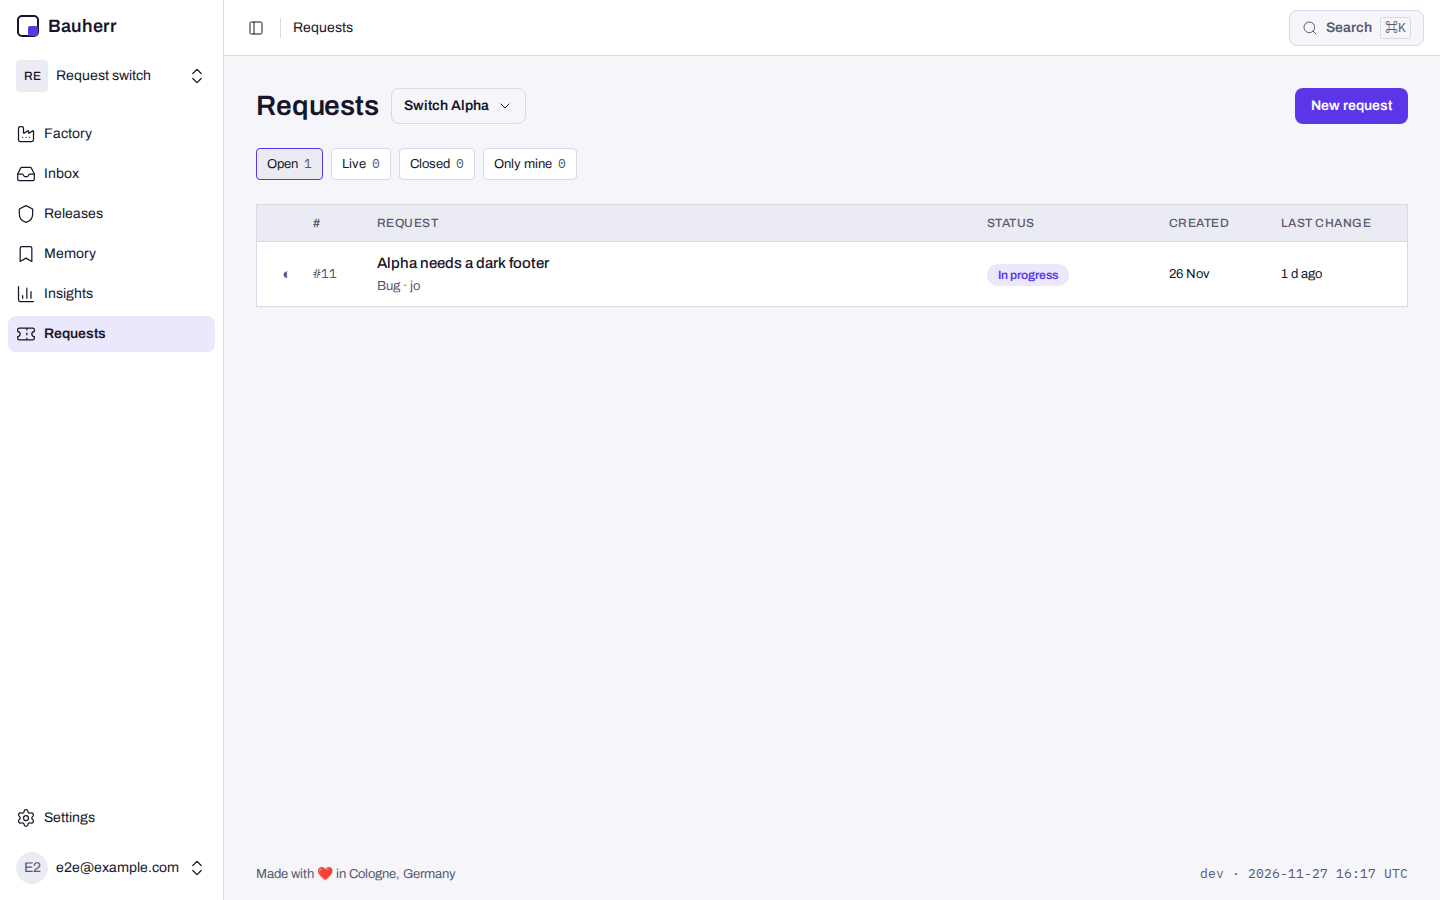 Bauherr
RE Request switch
Factory
Inbox
Releases
Memory
Insights
Requests
Settings
E2 e2e@example.com
Requests
Search ⌘K
Requests
Switch Alpha
New request
Open 1
Live 0
Closed 0
Only mine 0
# REQUEST STATUS CREATED LAST CHANGE
#11 Alpha needs a dark footer In progress 26 Nov 1 d ago
Bug · jo
Made with ❤️ in Cologne, Germany
dev · 2026-11-27 16:17 UTC